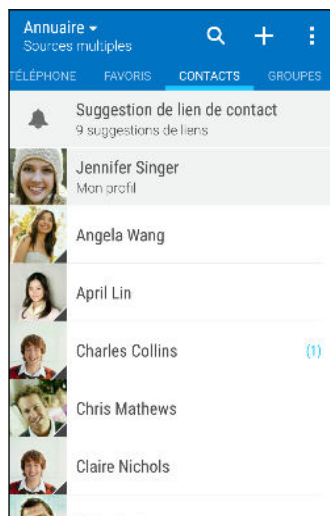 Annuaire
Sources multiples
TÉLÉPHONE FAVORIS CONTACTS GROUPES
Suggestion de lien de contact
9 suggestions de liens
Jennifer Singer
Mon profil
Angela Wang
April Lin
Charles Collins (1)
Chris Mathews
Claire Nichols